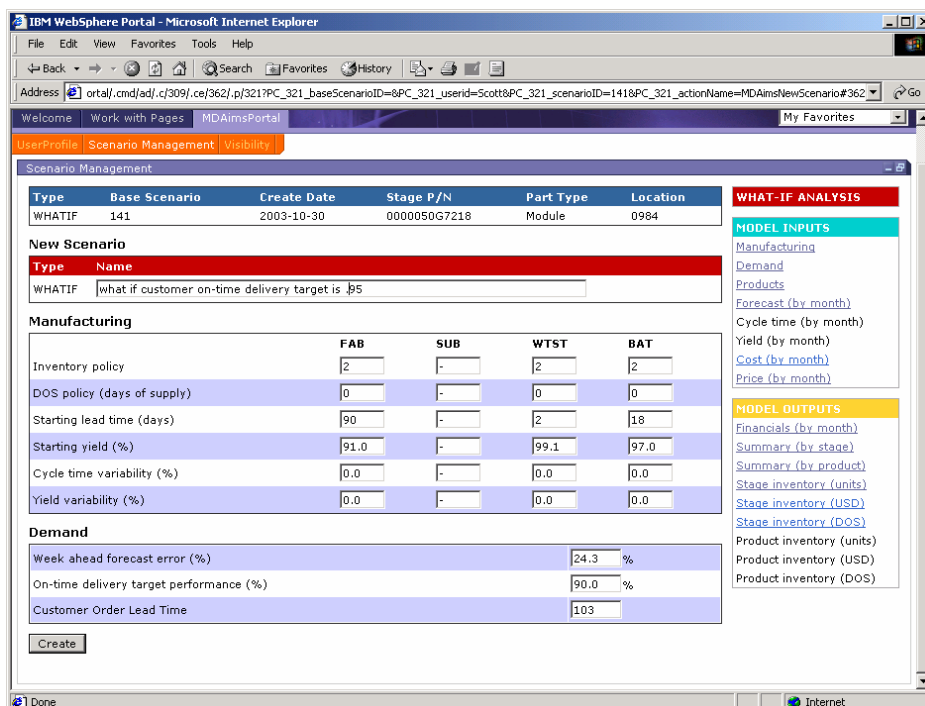 IBM WebSphere Portal - Microsoft Internet Explorer
File Edit View Favorites Tools Help
Back Search Favorites History
Address ortal/.cmd/ad/.c/309/.ce/362/.p/321?PC_321_baseScenarioID=&PC_321_userid=Scott&PC_321_scenarioID=141&PC_321_actionName=MDAimsNewScenario#362 Go
Welcome Work with Pages MDAimsPortal My Favorites
UserProfile Scenario Management Visibility
Scenario Management
Type Base Scenario Create Date Stage P/N Part Type Location
WHATIF 141 2003-10-30 0000050G7218 Module 0984
New Scenario
Type Name
WHATIF what if customer on-time delivery target is .95
Manufacturing
FAB SUB WTST BAT
Inventory policy 2 - 2 2
DOS policy (days of supply) 0 - 0 0
Starting lead time (days) 90 - 2 18
Starting yield (%) 91.0 - 99.1 97.0
Cycle time variability (%) 0.0 - 0.0 0.0
Yield variability (%) 0.0 - 0.0 0.0
Demand
Week ahead forecast error (%) 24.3 %
On-time delivery target performance (%) 90.0 %
Customer Order Lead Time 103
Create
WHAT-IF ANALYSIS
MODEL INPUTS
Manufacturing
Demand
Products
Forecast (by month)
Cycle time (by month)
Yield (by month)
Cost (by month)
Price (by month)
MODEL OUTPUTS
Financials (by month)
Summary (by stage)
Summary (by product)
Stage inventory (units)
Stage inventory (USD)
Stage inventory (DOS)
Product inventory (units)
Product inventory (USD)
Product inventory (DOS)
Done Internet